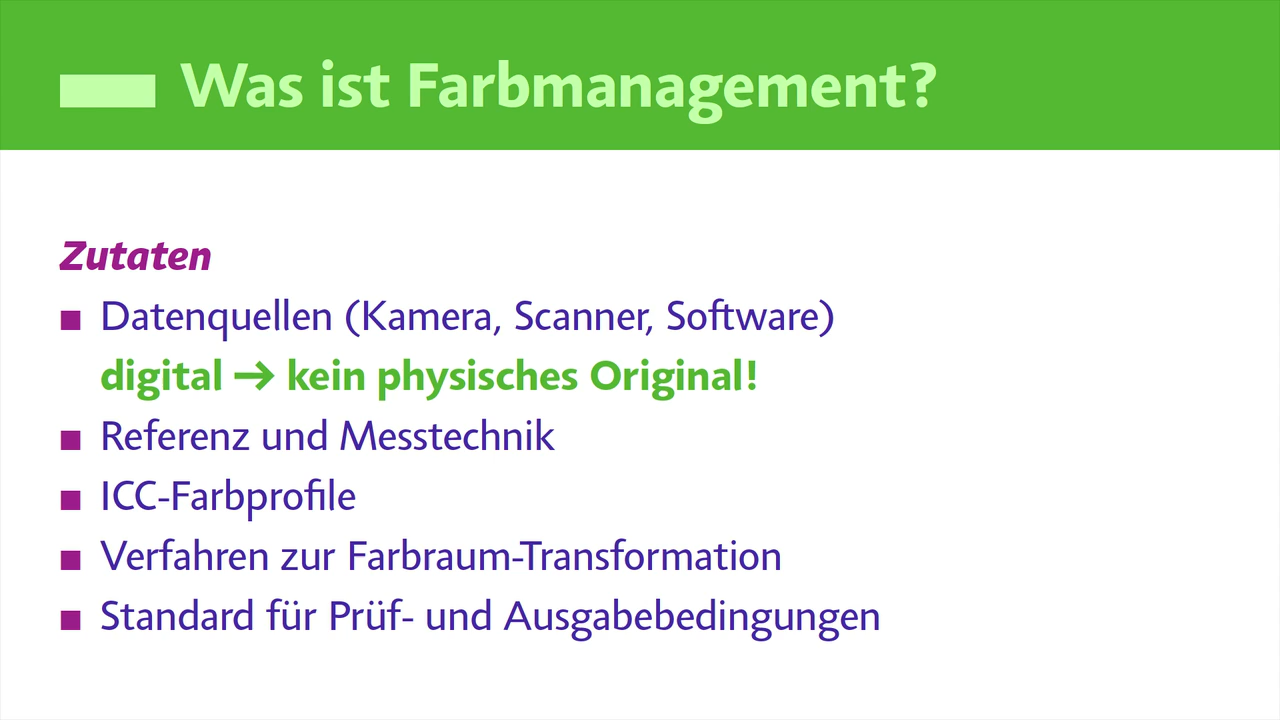 Was ist Farbmanagement?
Zutaten
■ Datenquellen (Kamera, Scanner, Software)
digital → kein physisches Original!
■ Referenz und Messtechnik
■ ICC-Farbprofile
■ Verfahren zur Farbraum-Transformation
■ Standard für Prüf- und Ausgabebedingungen